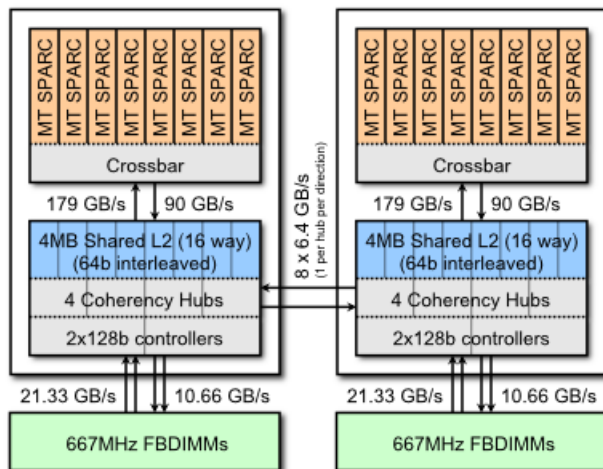 MT SPARC
MT SPARC
MT SPARC
MT SPARC
MT SPARC
MT SPARC
MT SPARC
MT SPARC
Crossbar
179 GB/s
90 GB/s
4MB Shared L2 (16 way)
(64b interleaved)
4 Coherency Hubs
2x128b controllers
21.33 GB/s
10.66 GB/s
667MHz FBDIMMs
8 x 6.4 GB/s
(1 per hub per direction)
MT SPARC
MT SPARC
MT SPARC
MT SPARC
MT SPARC
MT SPARC
MT SPARC
MT SPARC
Crossbar
179 GB/s
90 GB/s
4MB Shared L2 (16 way)
(64b interleaved)
4 Coherency Hubs
2x128b controllers
21.33 GB/s
10.66 GB/s
667MHz FBDIMMs